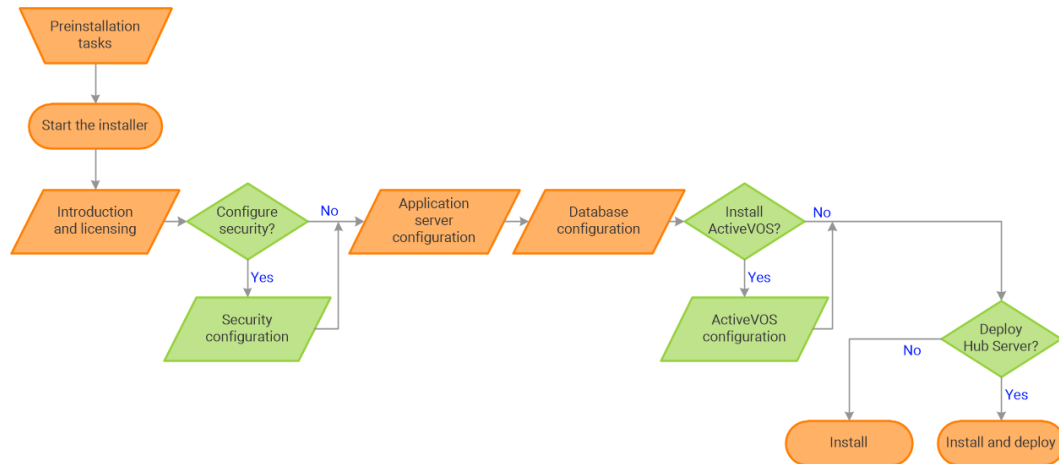 Preinstallation
tasks
Start the installer
Introduction
and licensing
Configure
security?
No
Yes
Security
configuration
Application
server
configuration
Database
configuration
Install
ActiveVOS?
No
Yes
ActiveVOS
configuration
Deploy
Hub Server?
No
Yes
Install
Install and deploy